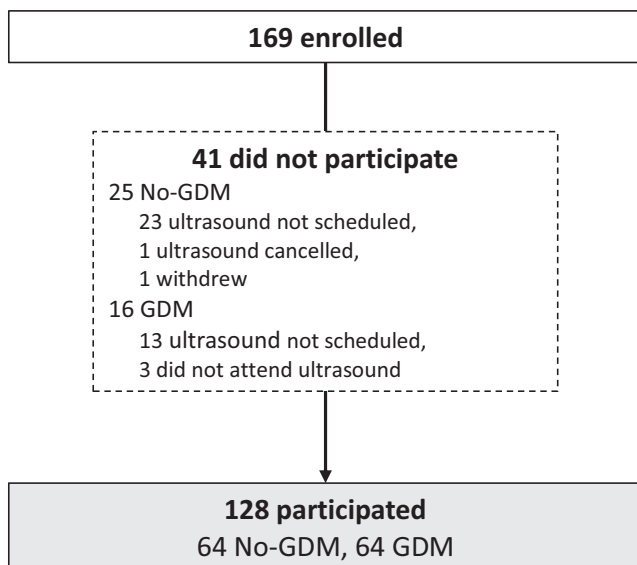 169 enrolled
41 did not participate
25 No-GDM
23 ultrasound not scheduled,
1 ultrasound cancelled,
1 withdrew
16 GDM
13 ultrasound not scheduled,
3 did not attend ultrasound
128 participated
64 No-GDM, 64 GDM